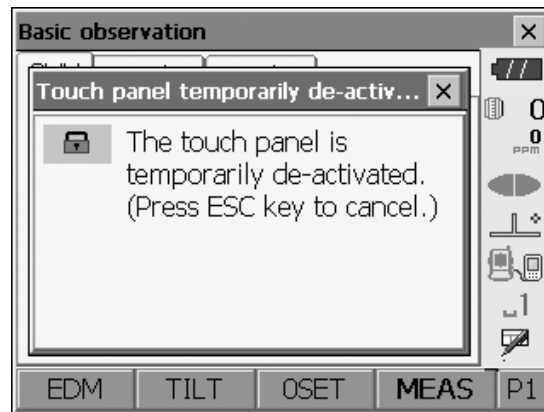 Basic observation
Touch panel temporarily de-activ...
The touch panel is
temporarily de-activated.
(Press ESC key to cancel.)
0
0
PPM
1
EDM TILT 0SET MEAS P1